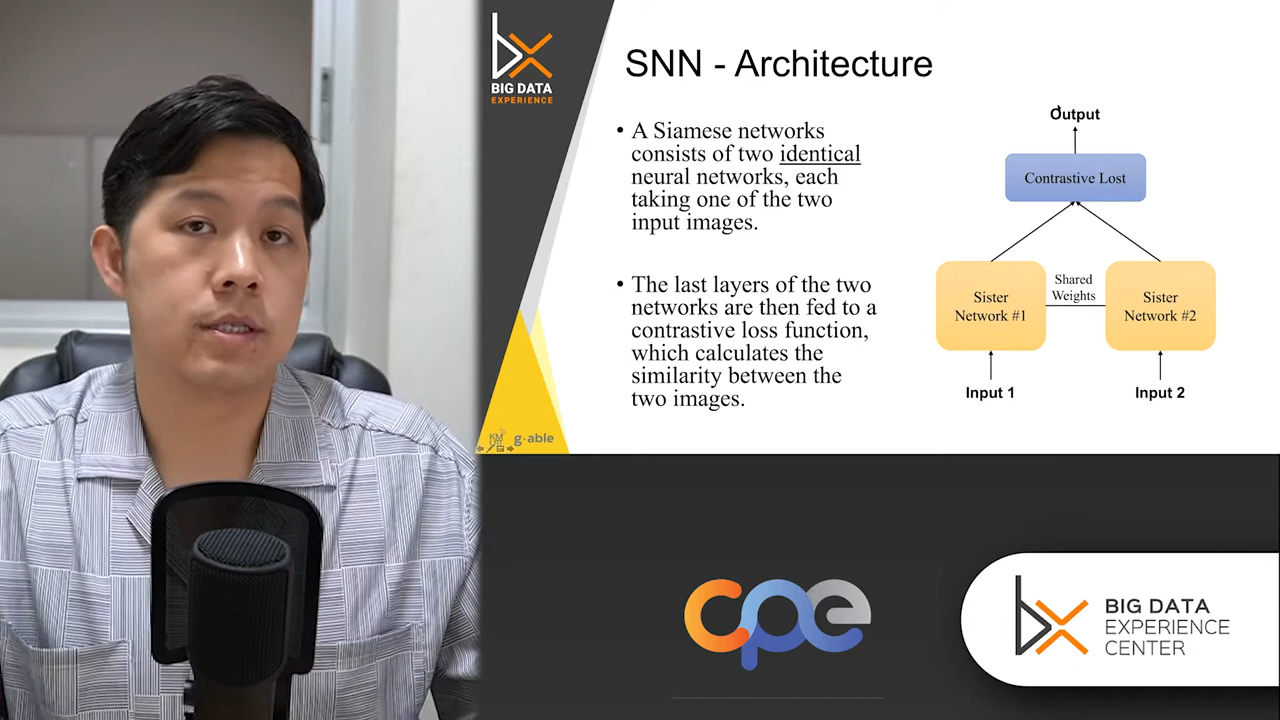 BIG DATA
EXPERIENCE
SNN - Architecture
• A Siamese networks
consists of two identical
neural networks, each
taking one of the two
input images.
• The last layers of the two
networks are then fed to a
contrastive loss function,
which calculates the
similarity between the
two images.
Output
Contrastive Lost
Shared
Weights
Sister
Network #1
Sister
Network #2
Input 1
Input 2
g·able
cpe
BIG DATA
EXPERIENCE
CENTER